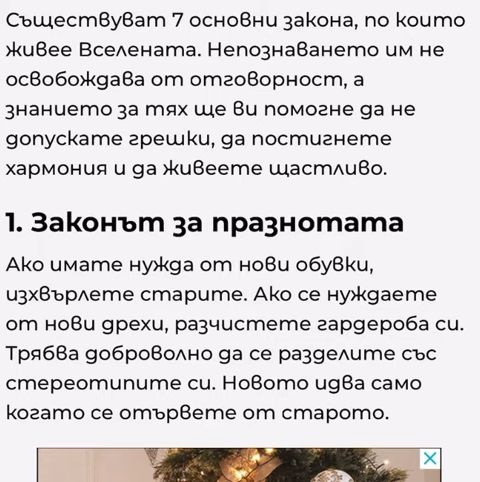 Съществуват 7 основни закона, по които
живее Вселената. Непознаването им не
освобождава от отговорност, а
знанието за тях ще ви помогне да не
допускате грешки, да постигнете
хармония и да живеете щастливо.
1. Законът за празнотата
Ако имате нужда от нови обувки,
изхвърлете старите. Ако се нуждаете
от нови дрехи, разчистете гардероба си.
Трябва доброволно да се разделите със
стереотипите си. Новото идва само
когато се отървете от старото.